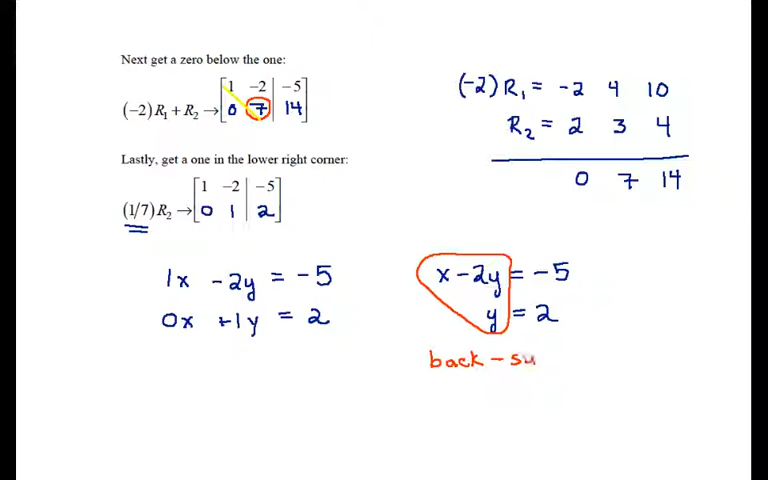 Next get a zero below the one:
[1 −2 | −5]
(−2)R₁ + R₂ → [0 7 | 14]
Lastly, get a one in the lower right corner:
[1 −2 | −5]
(1/7)R₂ → [0 1 | 2]
1x - 2y = -5
0x + 1y = 2
(-2)R₁ = -2 4 10
R₂ = 2 3 4
0 7 14
x - 2y = -5
y = 2
back - su